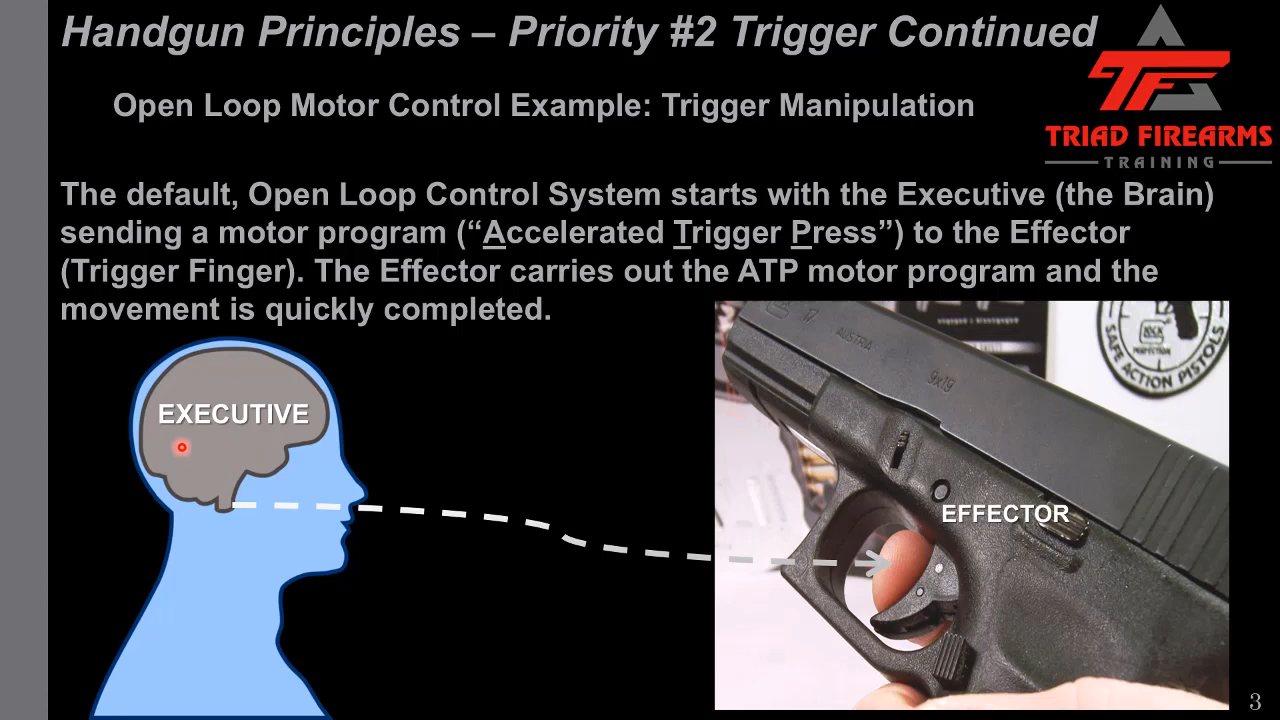 Handgun Principles – Priority #2 Trigger Continued
TRIAD FIREARMS
TRAINING
Open Loop Motor Control Example: Trigger Manipulation
The default, Open Loop Control System starts with the Executive (the Brain)
sending a motor program (“Accelerated Trigger Press”) to the Effector
(Trigger Finger). The Effector carries out the ATP motor program and the
movement is quickly completed.
EXECUTIVE
17
AUSTRIA
9x19
GLOCK
PERFECTION
SAFE ACTION PISTOLS
EFFECTOR
3